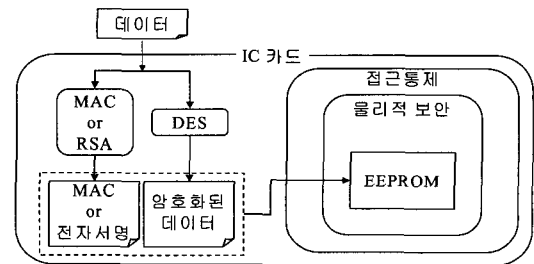 데이터
IC 카드
접근통제
물리적 보안
MAC
or
RSA
DES
EEPROM
MAC
or
전자서명
암호화된
데이터